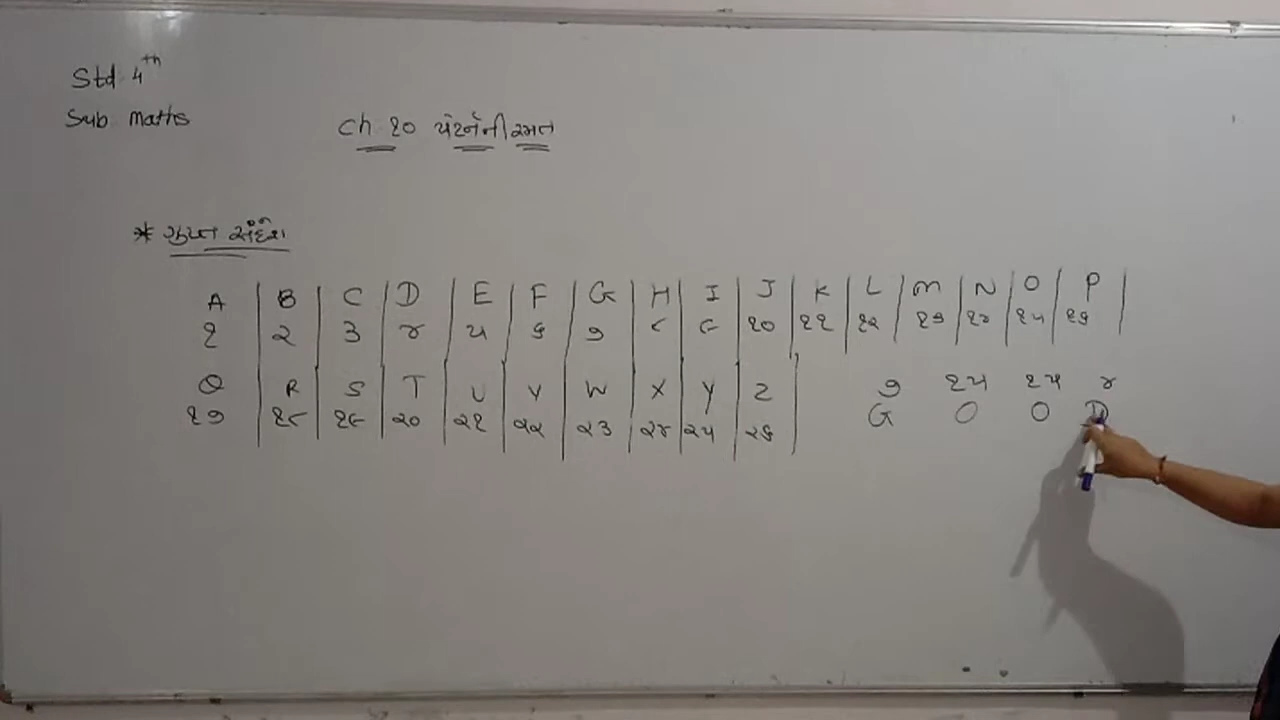 Std 4th
Sub Maths
Ch ૧૦ પેટર્નની રમત
* ગુપ્ત સંદેશ
A B C D E F G H I J K L M N O P
૧ ૨ ૩ ૪ ૫ ૬ ૭ ૮ ૯ ૧૦ ૧૧ ૧૨ ૧૩ ૧૪ ૧૫ ૧૬
Q R S T U V W X Y Z
૧૭ ૧૮ ૧૯ ૨૦ ૨૧ ૨૨ ૨૩ ૨૪ ૨૫ ૨૬
૭ ૧૫ ૧૫ ૪
G O O D